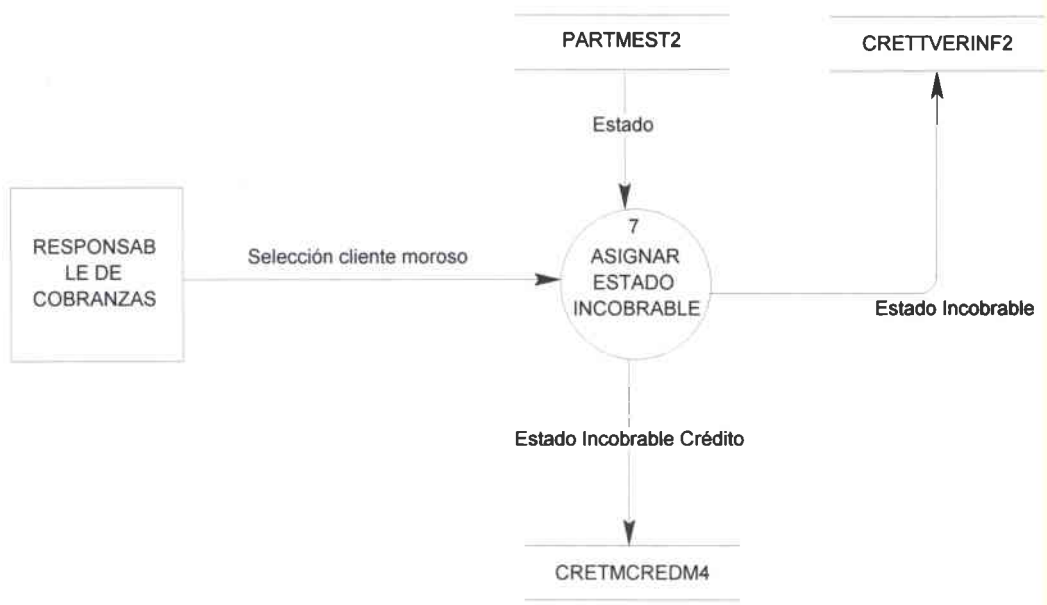 PARTMEST2
CRETTVERINF2
Estado
RESPONSAB
LE DE
COBRANZAS
Selección cliente moroso
7
ASIGNAR
ESTADO
INCOBRABLE
Estado Incobrable
Estado Incobrable Crédito
CRETMCREDM4